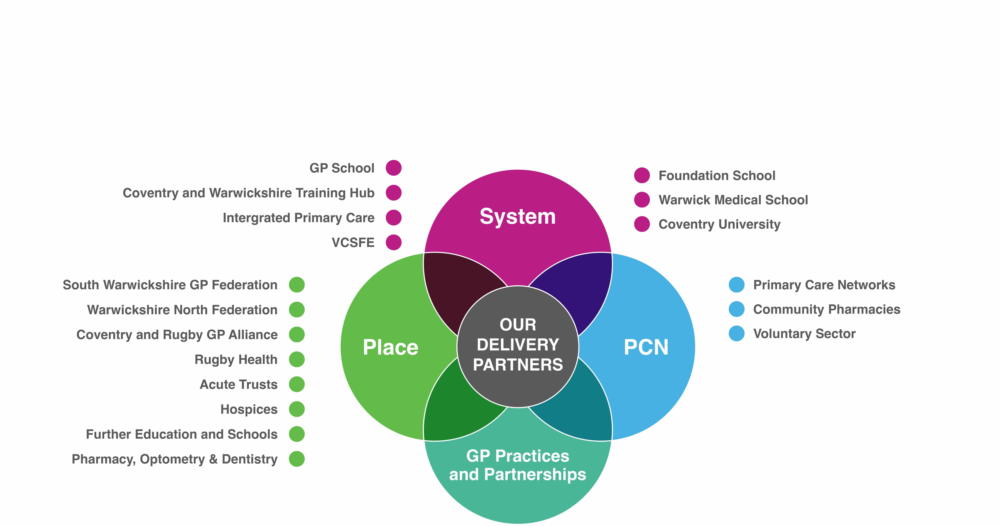 GP School
Coventry and Warwickshire Training Hub
Intergrated Primary Care
VCSFE
Foundation School
Warwick Medical School
Coventry University
System
South Warwickshire GP Federation
Warwickshire North Federation
Coventry and Rugby GP Alliance
Rugby Health
Acute Trusts
Hospices
Further Education and Schools
Pharmacy, Optometry & Dentistry
Place
OUR
DELIVERY
PARTNERS
PCN
Primary Care Networks
Community Pharmacies
Voluntary Sector
GP Practices
and Partnerships